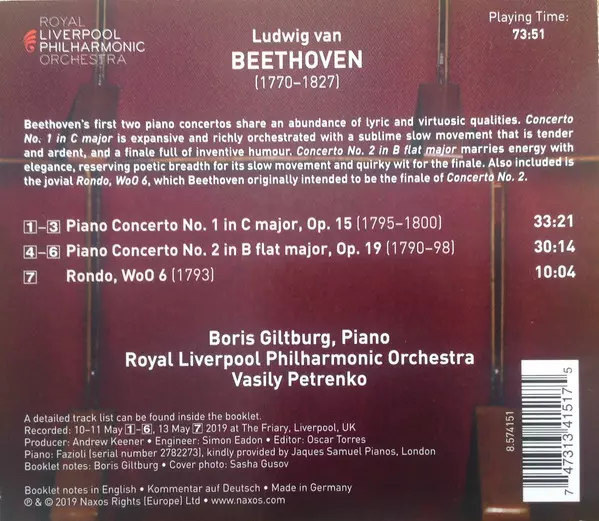 ROYAL
LIVERPOOL
PHILHARMONIC
ORCHESTRA
Ludwig van
BEETHOVEN
(1770–1827)
Playing Time:
73:51
Beethoven's first two piano concertos share an abundance of lyric and virtuosic qualities. Concerto
No. 1 in C major is expansive and richly orchestrated with a sublime slow movement that is tender
and ardent, and a finale full of inventive humour. Concerto No. 2 in B flat major marries energy with
elegance, reserving poetic breadth for its slow movement and quirky wit for the finale. Also included is
the jovial Rondo, WoO 6, which Beethoven originally intended to be the finale of Concerto No. 2.
1–3 Piano Concerto No. 1 in C major, Op. 15 (1795–1800) 33:21
4–6 Piano Concerto No. 2 in B flat major, Op. 19 (1790–98) 30:14
7 Rondo, WoO 6 (1793) 10:04
Boris Giltburg, Piano
Royal Liverpool Philharmonic Orchestra
Vasily Petrenko
A detailed track list can be found inside the booklet.
Recorded: 10–11 May 1–6, 13 May 7 2019 at The Friary, Liverpool, UK
Producer: Andrew Keener • Engineer: Simon Eadon • Editor: Oscar Torres
Piano: Fazioli (serial number 2782273), kindly provided by Jaques Samuel Pianos, London
Booklet notes: Boris Giltburg • Cover photo: Sasha Gusov
Booklet notes in English • Kommentar auf Deutsch • Made in Germany
℗ & © 2019 Naxos Rights (Europe) Ltd • www.naxos.com
8.574151
7 47313 41517 5